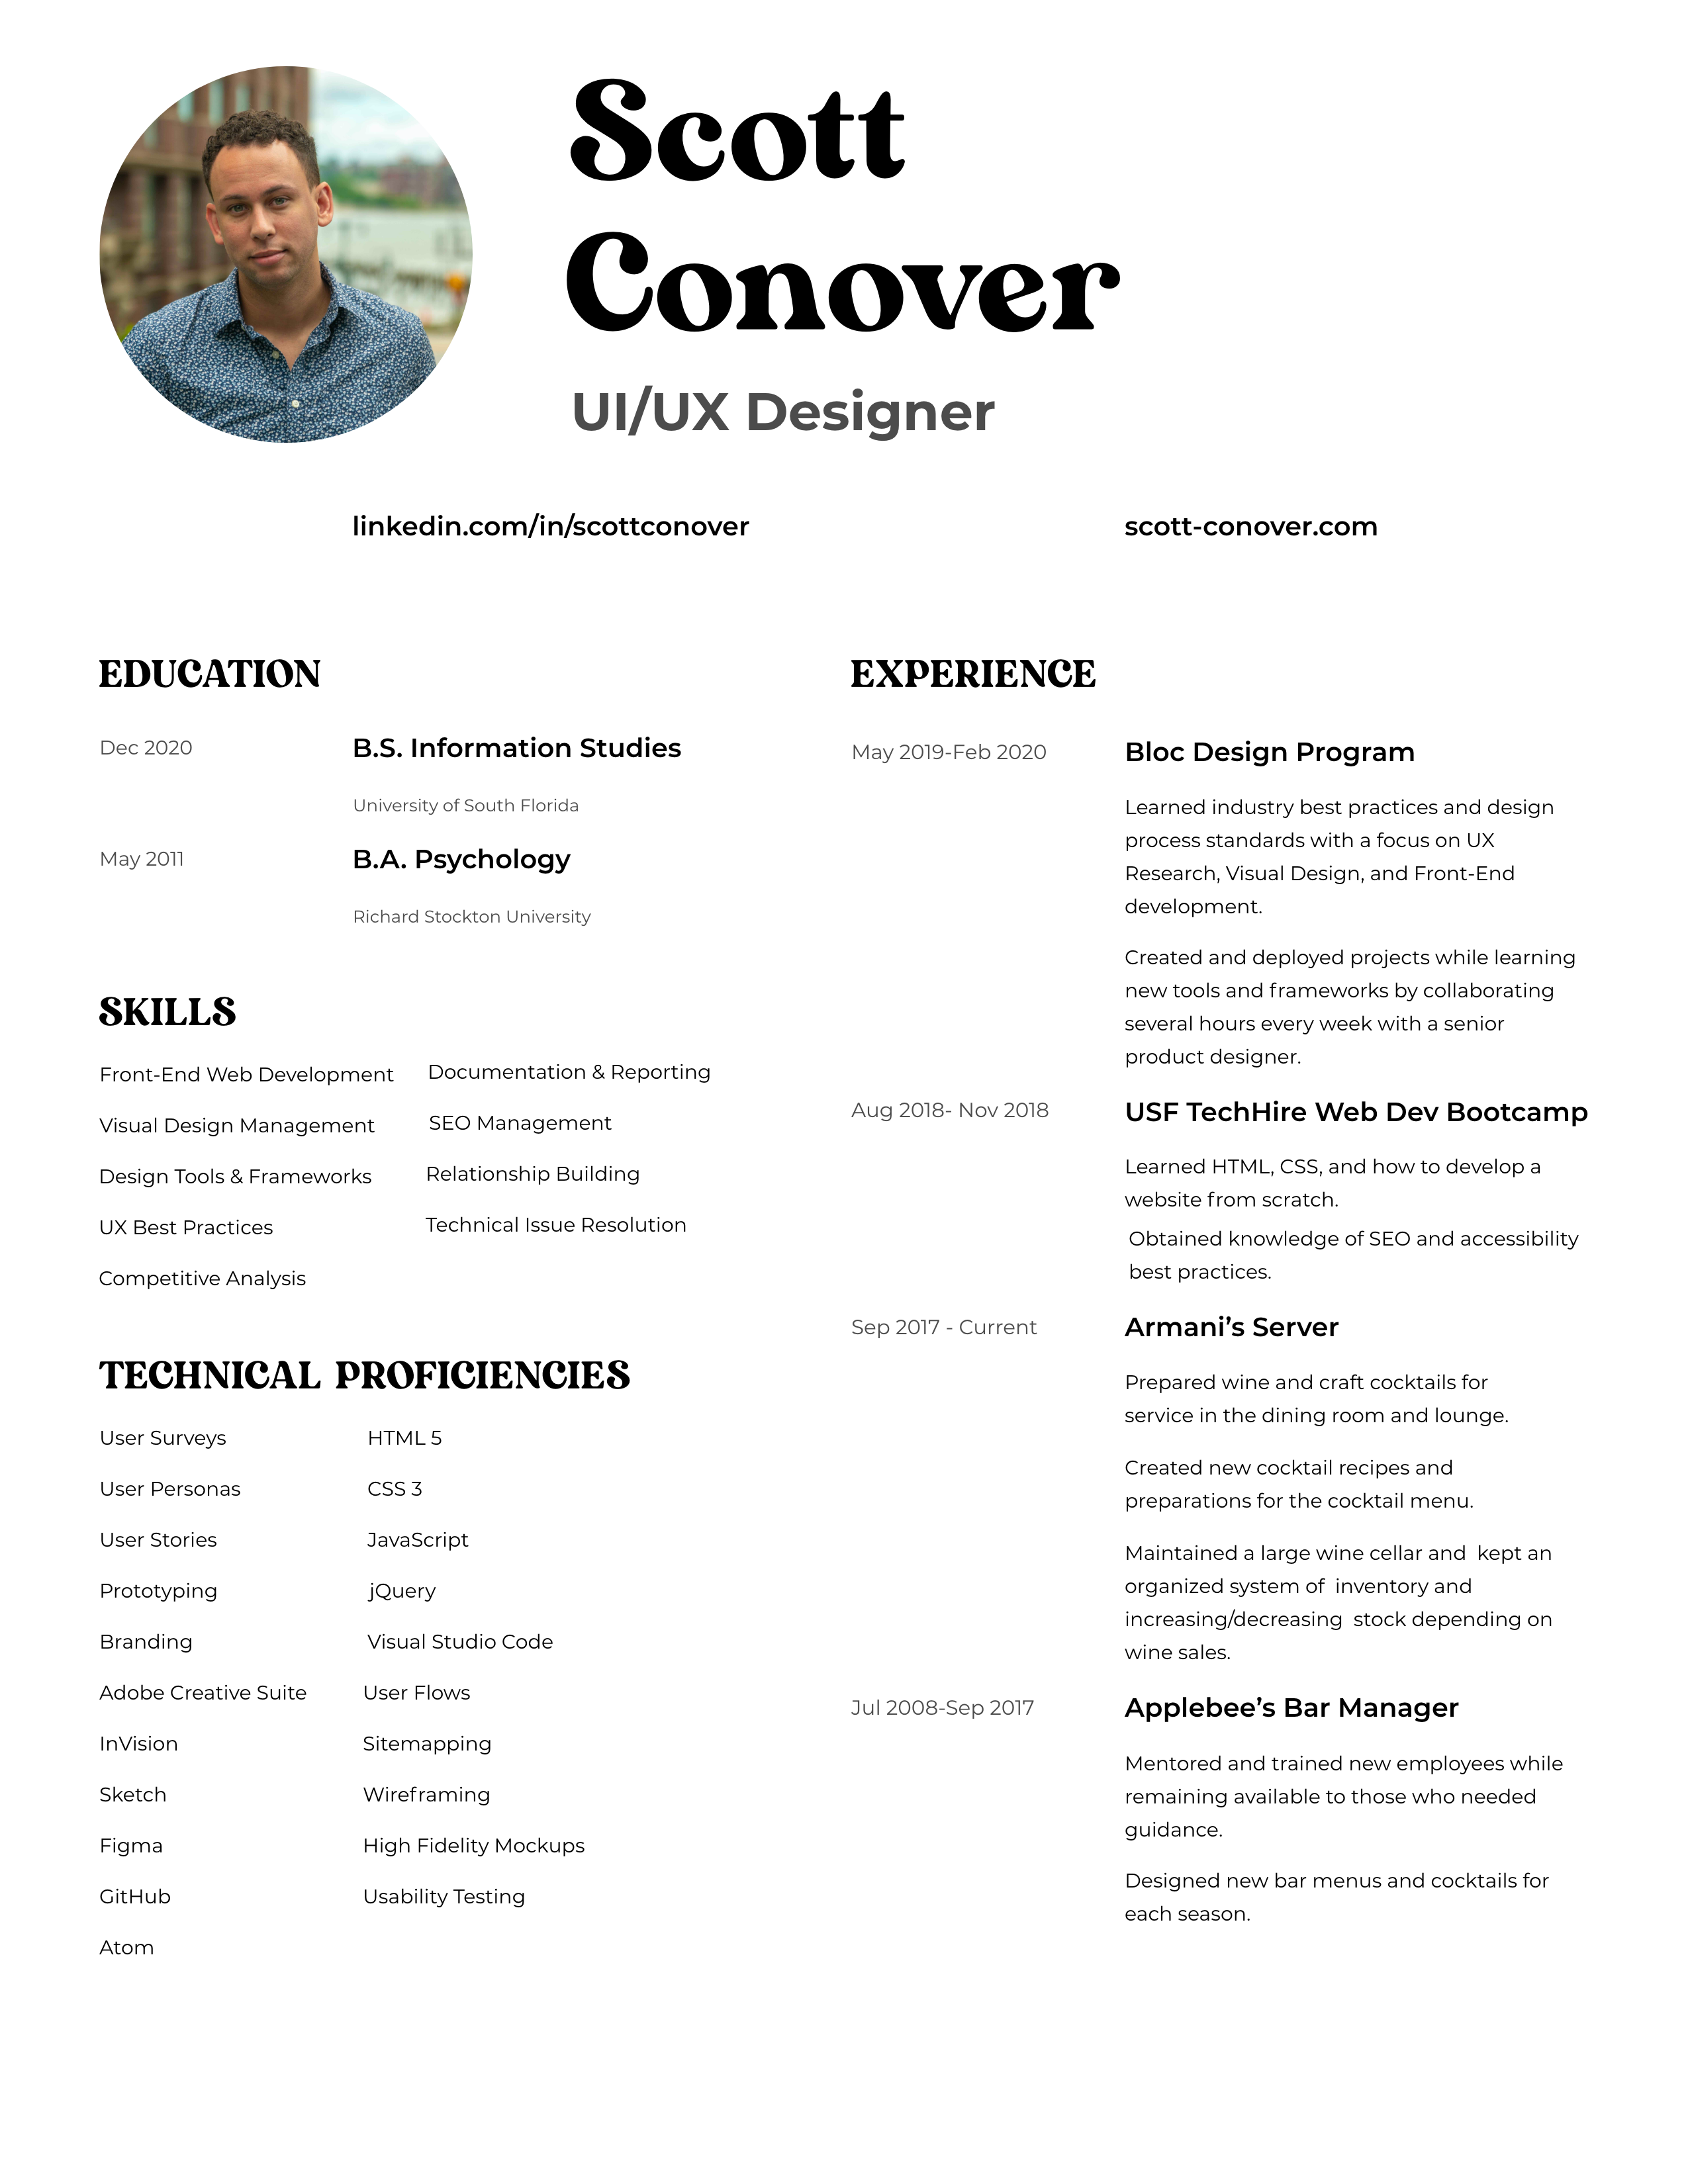 Scott
Conover
UI/UX Designer
linkedin.com/in/scottconover
scott-conover.com
EDUCATION
Dec 2020
B.S. Information Studies
University of South Florida
May 2011
B.A. Psychology
Richard Stockton University
SKILLS
Front-End Web Development
Visual Design Management
Design Tools & Frameworks
UX Best Practices
Competitive Analysis
Documentation & Reporting
SEO Management
Relationship Building
Technical Issue Resolution
TECHNICAL PROFICIENCIES
User Surveys
User Personas
User Stories
Prototyping
Branding
Adobe Creative Suite
InVision
Sketch
Figma
GitHub
Atom
HTML 5
CSS 3
JavaScript
jQuery
Visual Studio Code
User Flows
Sitemapping
Wireframing
High Fidelity Mockups
Usability Testing
EXPERIENCE
May 2019-Feb 2020
Bloc Design Program
Learned industry best practices and design
process standards with a focus on UX
Research, Visual Design, and Front-End
development.
Created and deployed projects while learning
new tools and frameworks by collaborating
several hours every week with a senior
product designer.
Aug 2018- Nov 2018
USF TechHire Web Dev Bootcamp
Learned HTML, CSS, and how to develop a
website from scratch.
Obtained knowledge of SEO and accessibility
best practices.
Sep 2017 - Current
Armani’s Server
Prepared wine and craft cocktails for
service in the dining room and lounge.
Created new cocktail recipes and
preparations for the cocktail menu.
Maintained a large wine cellar and kept an
organized system of inventory and
increasing/decreasing stock depending on
wine sales.
Jul 2008-Sep 2017
Applebee’s Bar Manager
Mentored and trained new employees while
remaining available to those who needed
guidance.
Designed new bar menus and cocktails for
each season.